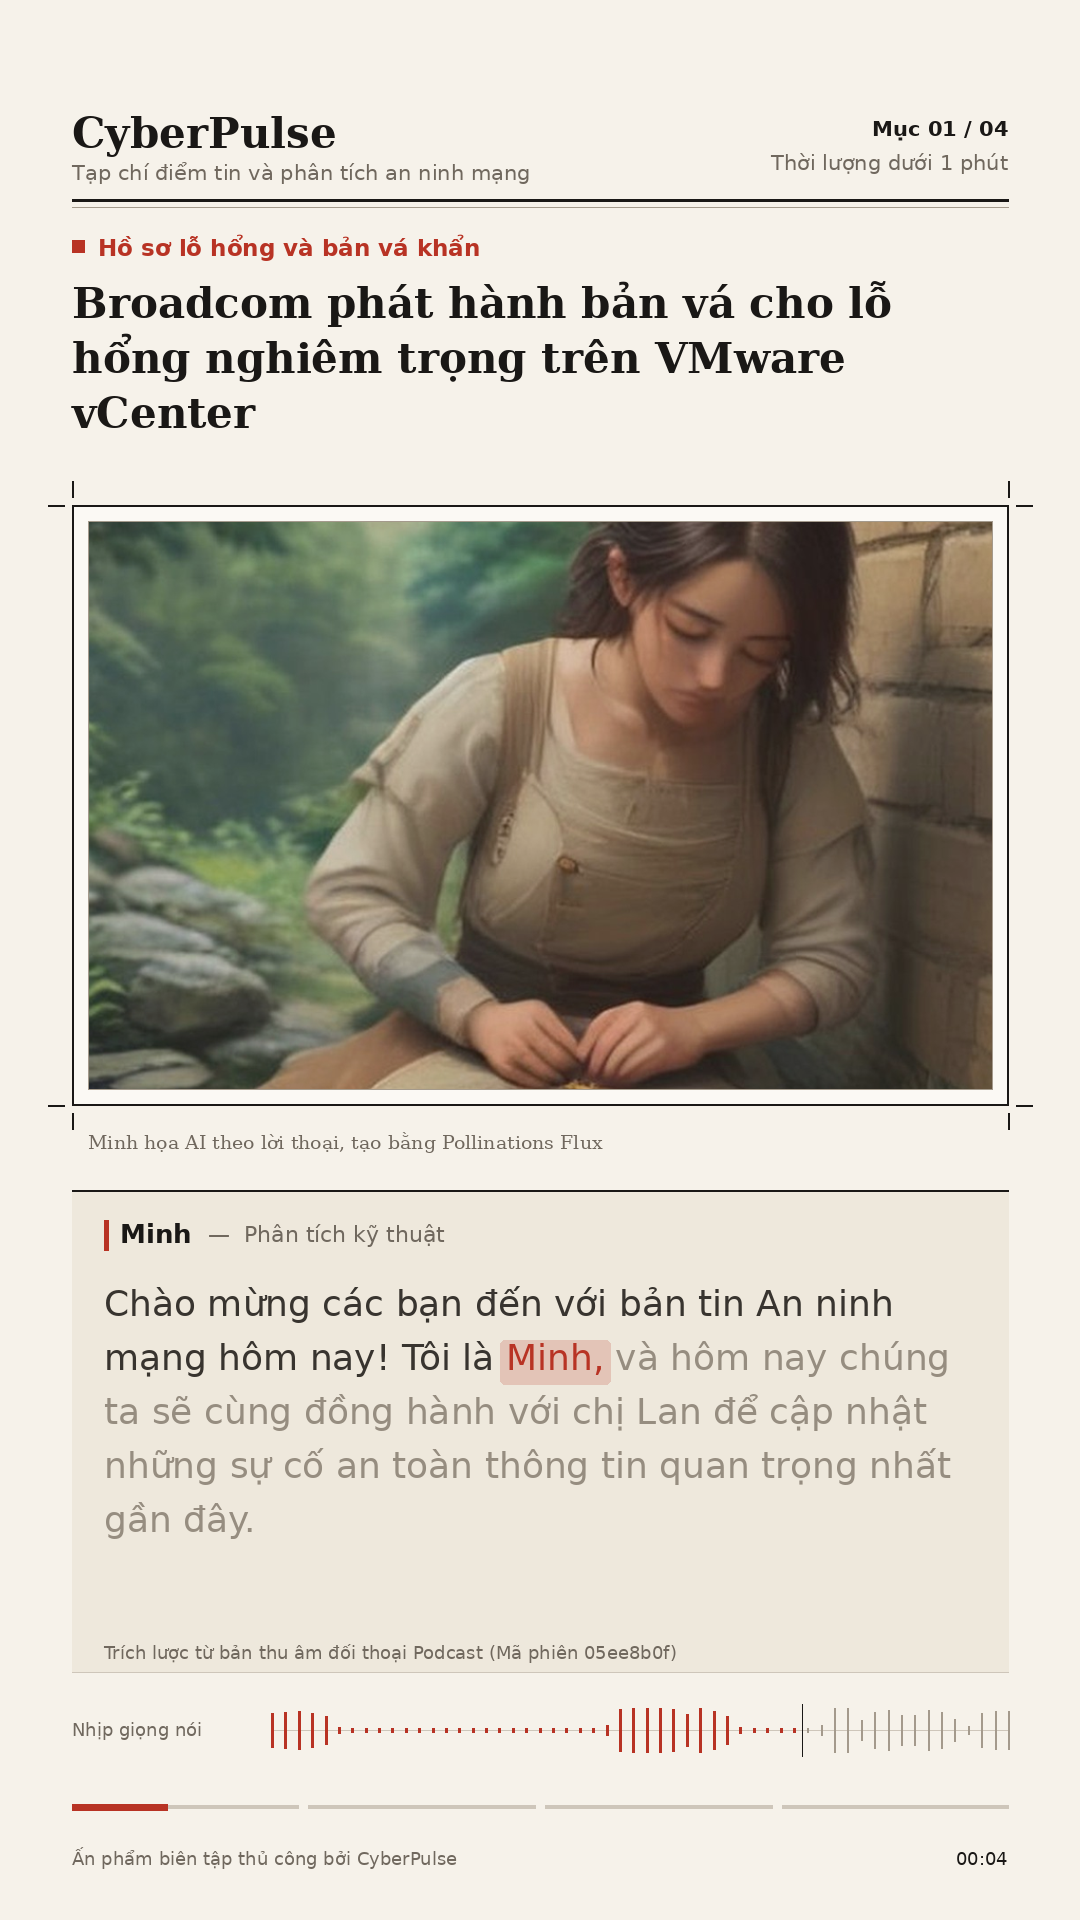 CyberPulse
Tạp chí điểm tin và phân tích an ninh mạng
Mục 01 / 04
Thời lượng dưới 1 phút
Hồ sơ lỗ hổng và bản vá khẩn
Broadcom phát hành bản vá cho lỗ
hổng nghiêm trọng trên VMware
vCenter
Minh họa AI theo lời thoại, tạo bằng Pollinations Flux
Minh — Phân tích kỹ thuật
Chào mừng các bạn đến với bản tin An ninh
mạng hôm nay! Tôi là Minh, và hôm nay chúng
ta sẽ cùng đồng hành với chị Lan để cập nhật
những sự cố an toàn thông tin quan trọng nhất
gần đây.
Trích lược từ bản thu âm đối thoại Podcast (Mã phiên 05ee8b0f)
Nhịp giọng nói
Ấn phẩm biên tập thủ công bởi CyberPulse
00:04